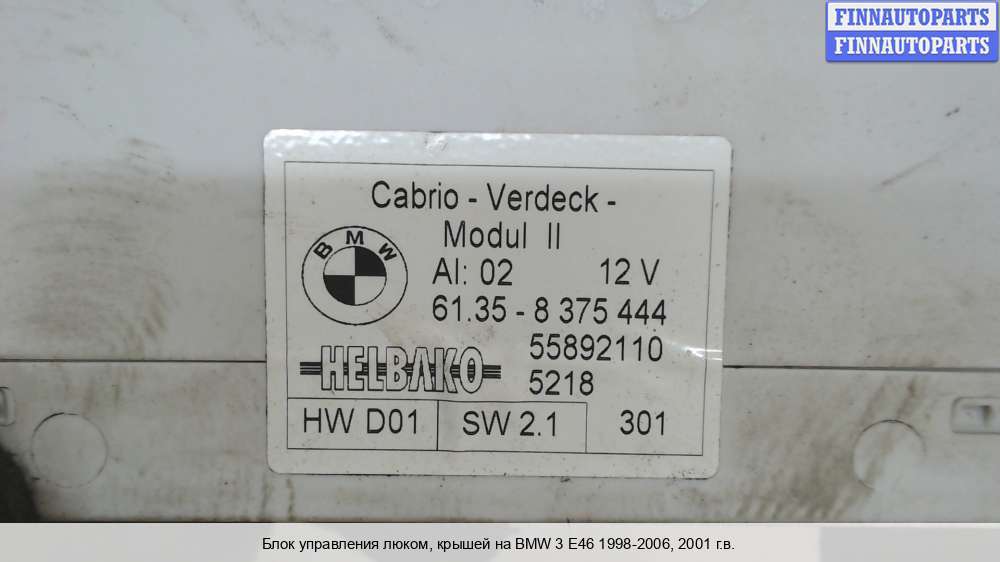 FINNAUTOPARTS
FINNAUTOPARTS
Cabrio - Verdeck -
Modul II
BMW
AI: 02 12 V
61.35 - 8 375 444
HELBAKO
55892110
5218
HW D01 SW 2.1 301
Блок управления люком, крышей на BMW 3 E46 1998-2006, 2001 г.в.